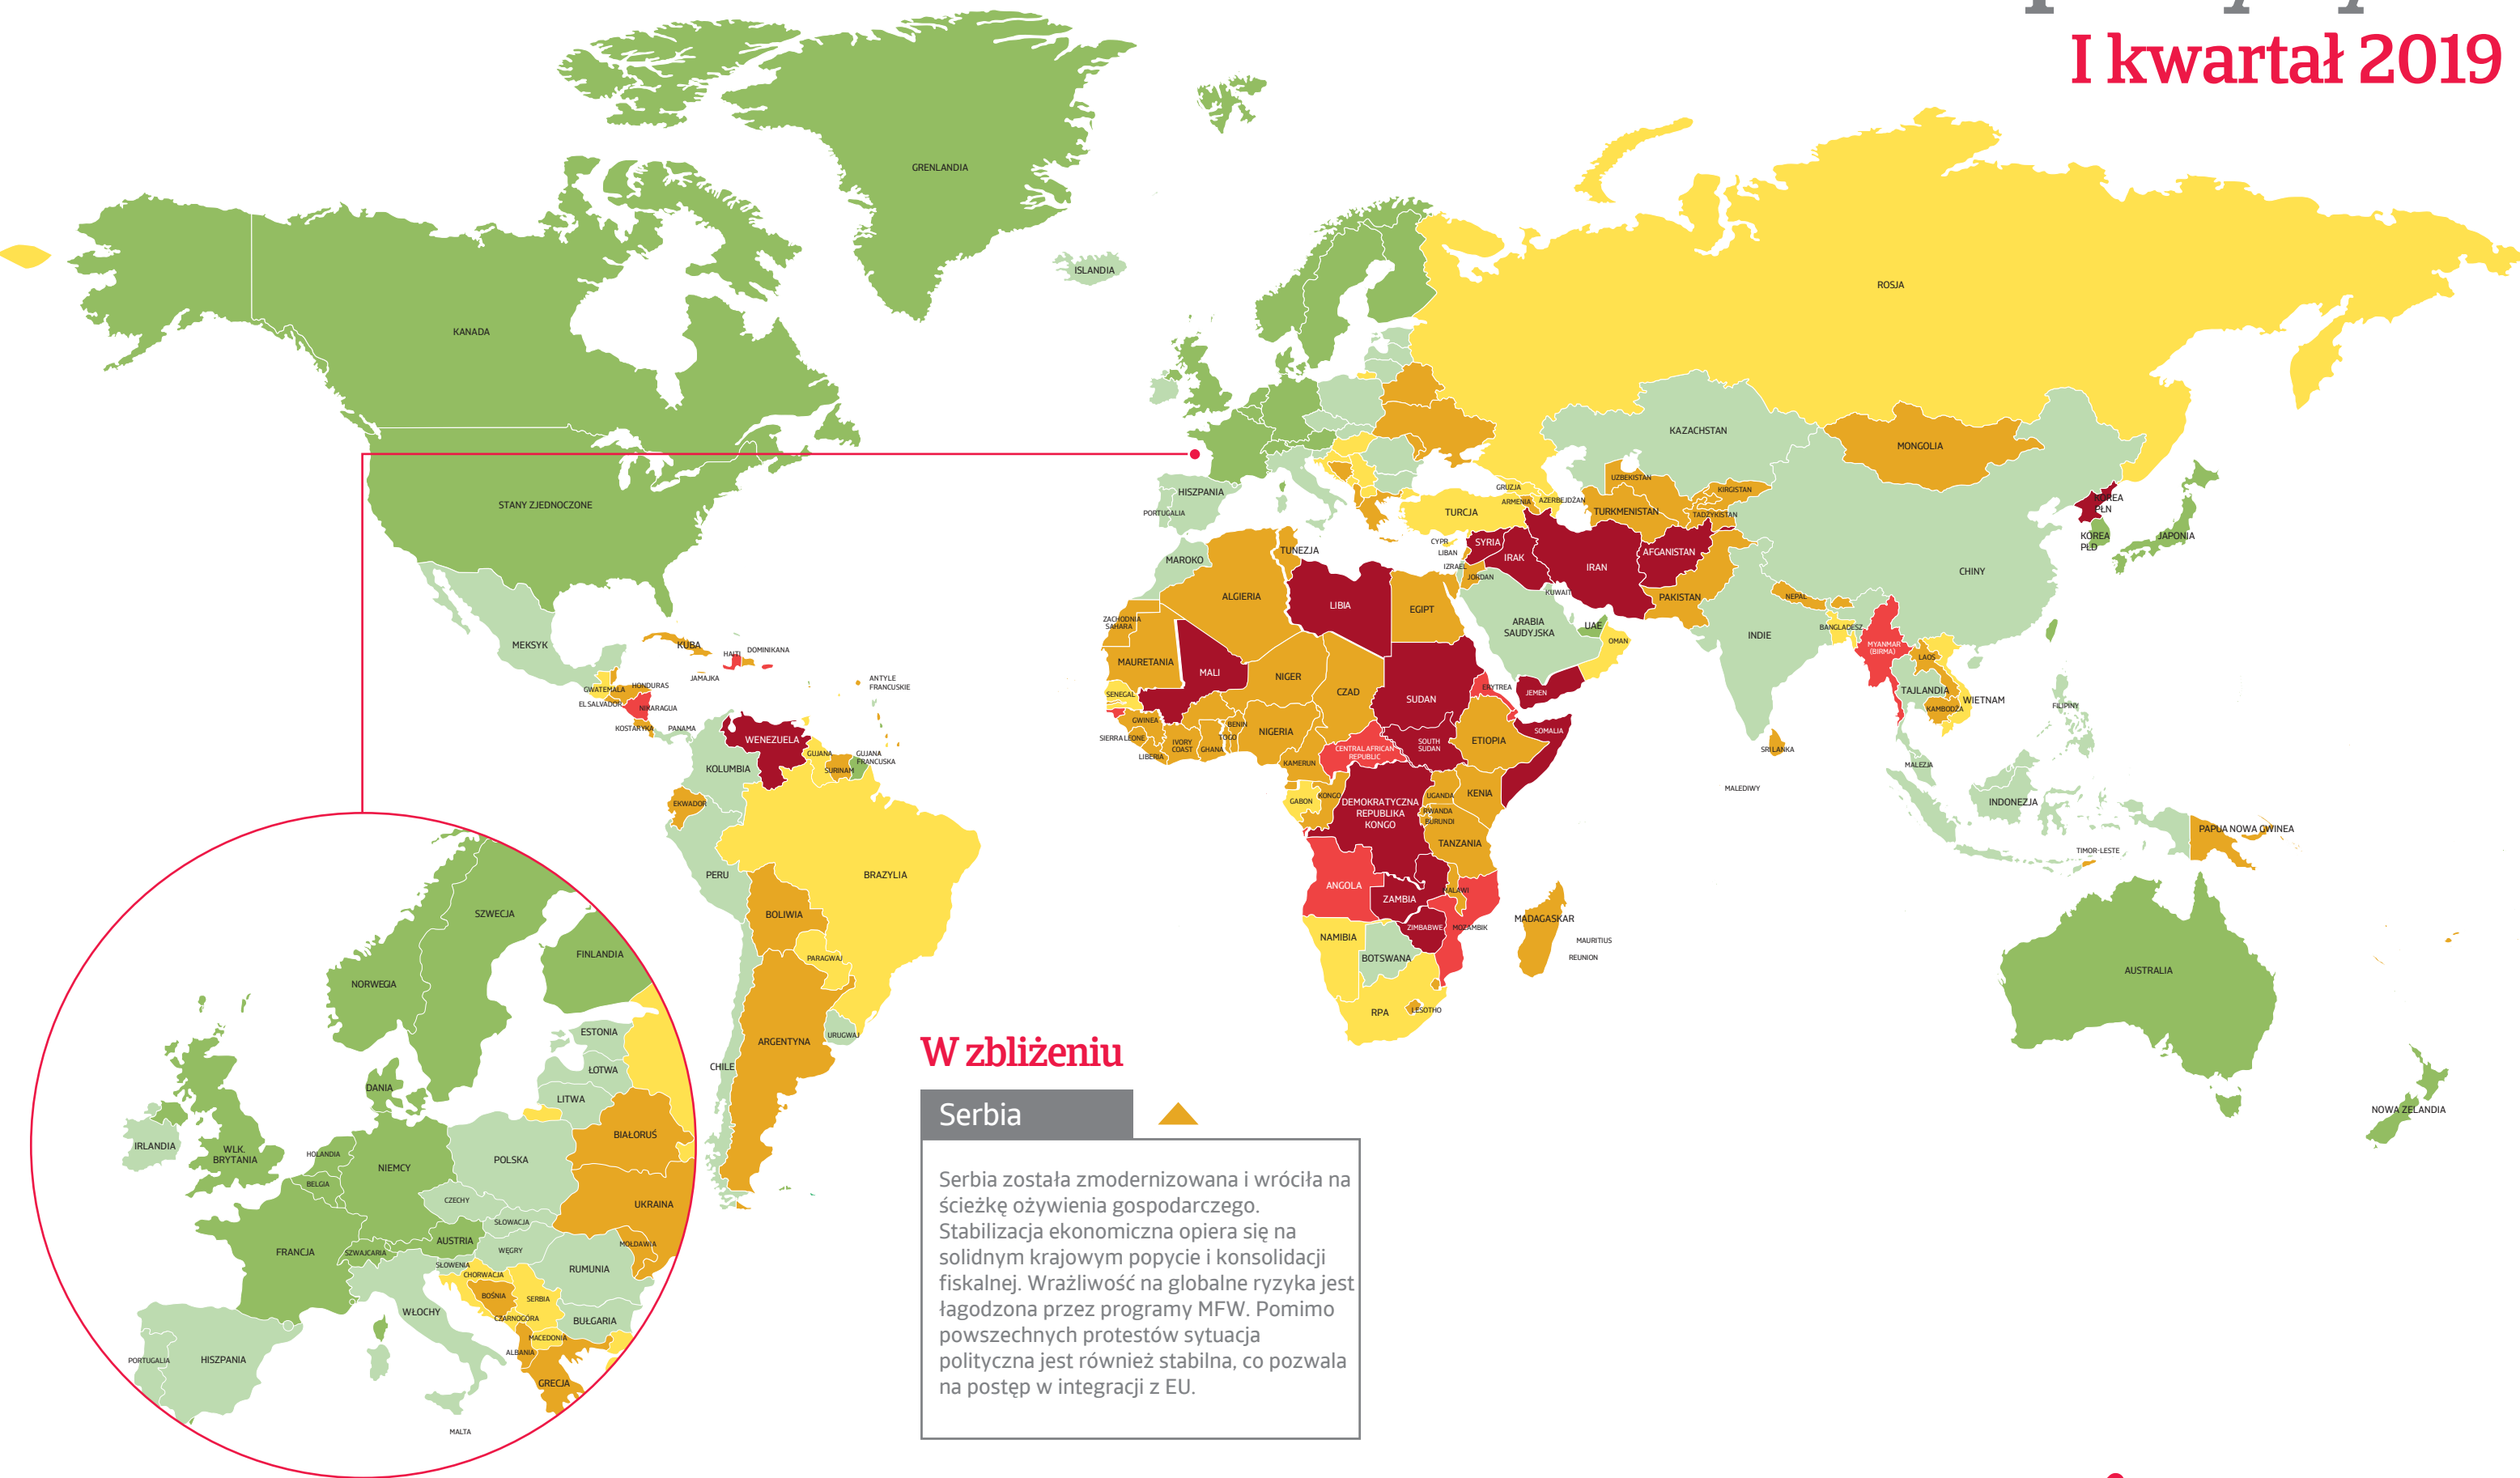 I kwartał 2019
GRENLANDIA
ISLANDIA
ROSJA
KANADA
STANY ZJEDNOCZONE
MEKSYK
KUBA
HAITI
DOMINIKANA
JAMAJKA
ANTYLE
FRANCUSKIE
GWATEMALA
HONDURAS
EL SALVADOR
NIKARAGUA
KOSTARYKA
PANAMA
WENEZUELA
GUJANA
GUJANA
FRANCUSKA
SURINAM
KOLUMBIA
EKWADOR
PERU
BRAZYLIA
BOLIWIA
PARAGWAJ
CHILE
ARGENTYNA
URUGWAJ
HISZPANIA
PORTUGALIA
MAROKO
TUNEZJA
ALGIERIA
LIBIA
EGIPT
ZACHODNIA
SAHARA
MAURETANIA
MALI
NIGER
CZAD
SUDAN
ERYTREA
SENEGAL
GWINEA
SIERRA LEONE
LIBERIA
IVORY
COAST
GHANA
TOGO
BENIN
NIGERIA
KAMERUN
CENTRAL AFRICAN
REPUBLIC
SOUTH
SUDAN
ETIOPIA
SOMALIA
GABON
KONGO
DEMOKRATYCZNA
REPUBLIKA
KONGO
UGANDA
KENIA
RWANDA
BURUNDI
TANZANIA
ANGOLA
ZAMBIA
MALAWI
ZIMBABWE
MOZAMBIK
NAMIBIA
BOTSWANA
RPA
LESOTHO
MADAGASKAR
MAURITIUS
REUNION
TURCJA
GRUZJA
ARMENIA
AZERBEJDŻAN
CYPR
LIBAN
IZRAEL
JORDAN
SYRIA
IRAK
IRAN
KUWAIT
ARABIA
SAUDYJSKA
UAE
OMAN
JEMEN
KAZACHSTAN
UZBEKISTAN
TURKMENISTAN
KIRGISTAN
TADŻYKISTAN
AFGANISTAN
PAKISTAN
INDIE
NEPAL
BANGLADESZ
SRI LANKA
MALEDIWY
MONGOLIA
CHINY
KOREA
PŁN
KOREA
PLD
JAPONIA
MYANMAR
(BIRMA)
LAOS
TAJLANDIA
WIETNAM
KAMBODŻA
FILIPINY
MALEZJA
INDONEZJA
TIMOR-LESTE
PAPUA NOWA GWINEA
AUSTRALIA
NOWA ZELANDIA
SZWECJA
FINLANDIA
NORWEGIA
ESTONIA
ŁOTWA
LITWA
DANIA
IRLANDIA
WLK.
BRYTANIA
HOLANDIA
BELGIA
NIEMCY
POLSKA
BIAŁORUŚ
UKRAINA
CZECHY
SŁOWACJA
AUSTRIA
WĘGRY
MOŁDAWIA
FRANCJA
SZWAJCARIA
SŁOWENIA
CHORWACJA
RUMUNIA
BOŚNIA
SERBIA
WŁOCHY
CZARNOGÓRA
BUŁGARIA
MACEDONIA
ALBANIA
GRECJA
PORTUGALIA
HISZPANIA
MALTA
W zbliżeniu
Serbia
Serbia została zmodernizowana i wróciła na
ścieżkę ożywienia gospodarczego.
Stabilizacja ekonomiczna opiera się na
solidnym krajowym popycie i konsolidacji
fiskalnej. Wrażliwość na globalne ryzyka jest
łagodzona przez programy MFW. Pomimo
powszechnych protestów sytuacja
polityczna jest również stabilna, co pozwala
na postęp w integracji z EU.